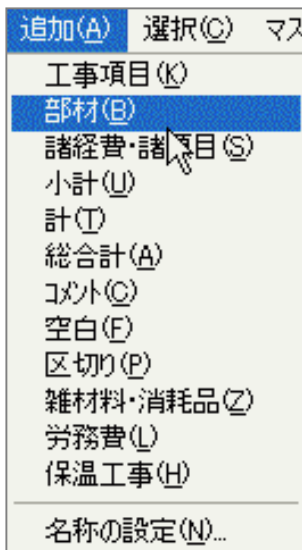 追加(A) 選択(C) マス
工事項目(K)
部材(B)
諸経費・諸項目(S)
小計(U)
計(T)
総合計(A)
コメント(C)
空白(F)
区切り(P)
雑材料・消耗品(Z)
労務費(L)
保温工事(H)
名称の設定(N)...